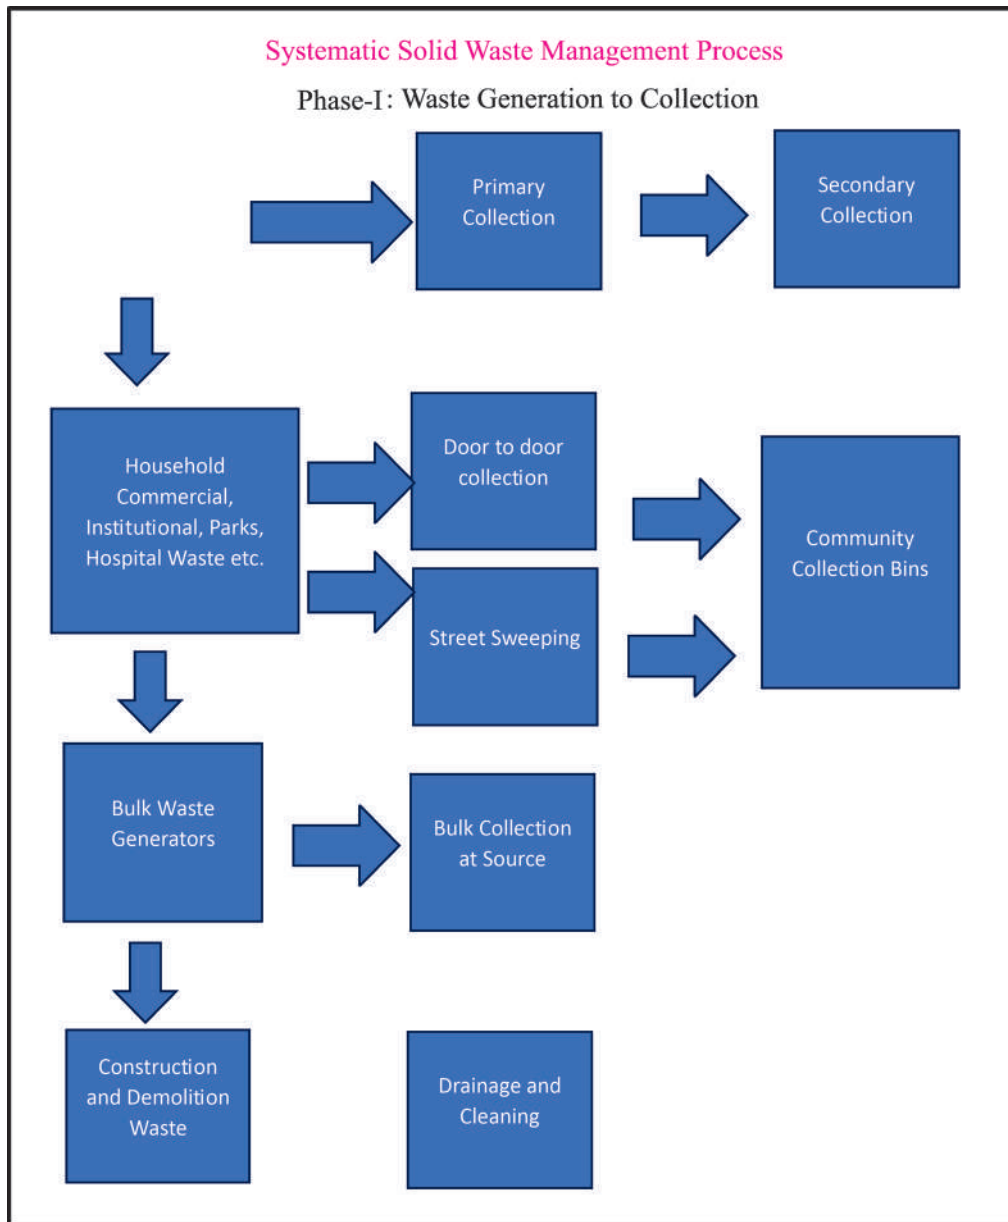 Systematic Solid Waste Management Process
Phase-I: Waste Generation to Collection
Primary
Collection
Secondary
Collection
Household
Commercial,
Institutional, Parks,
Hospital Waste etc.
Door to door
collection
Street Sweeping
Community
Collection Bins
Bulk Waste
Generators
Bulk Collection
at Source
Construction
and Demolition
Waste
Drainage and
Cleaning